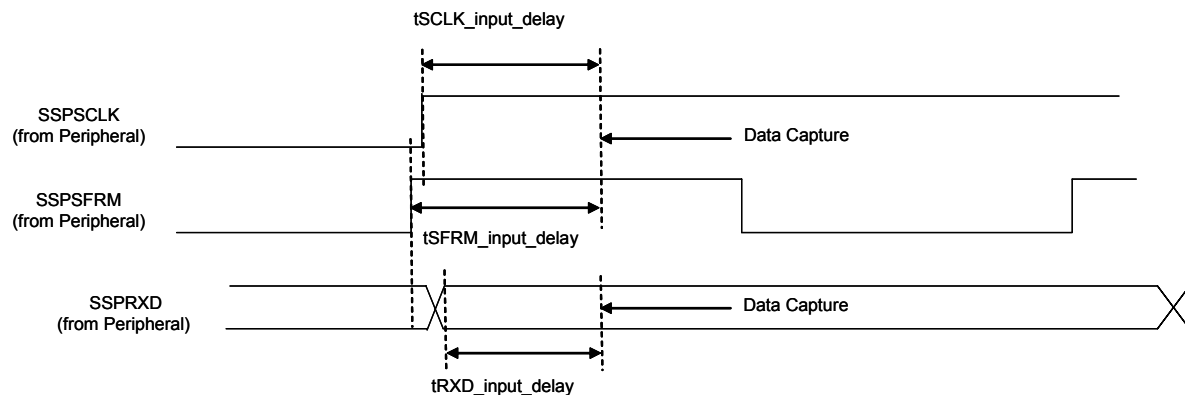 tSCLK_input_delay
SSPSCLK
(from Peripheral)
Data Capture
SSPSFRM
(from Peripheral)
tSFRM_input_delay
SSPRXD
(from Peripheral)
Data Capture
tRXD_input_delay